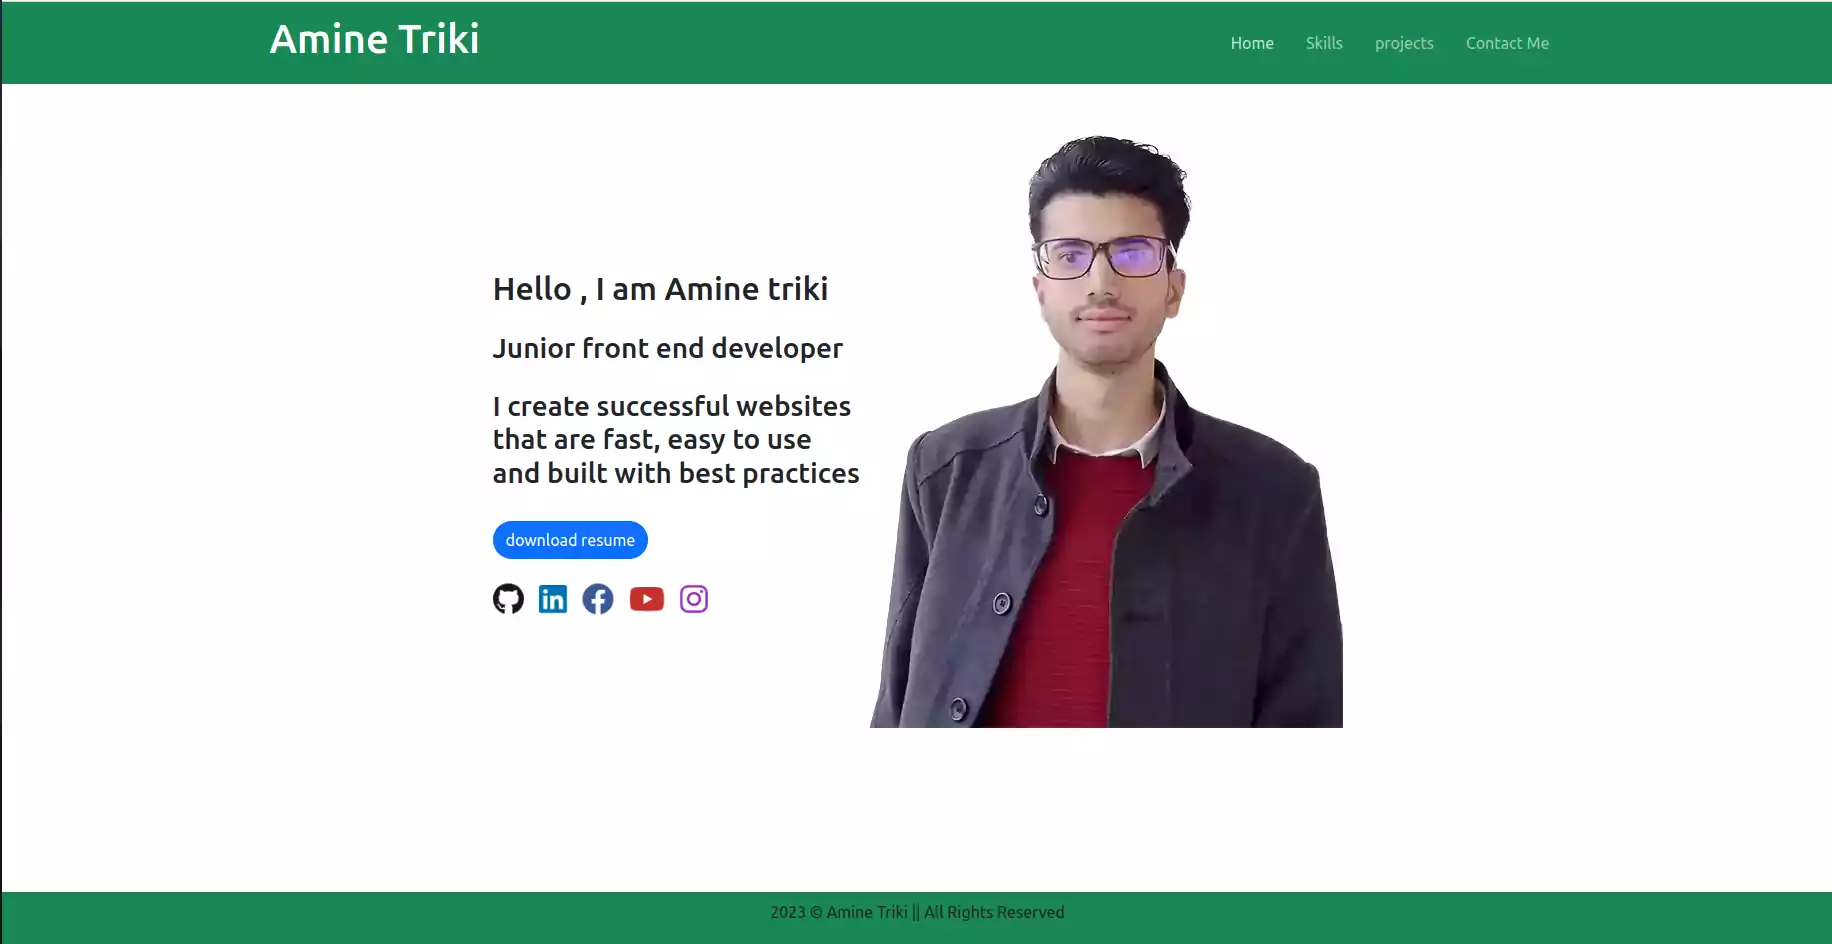 Amine Triki
Home Skills projects Contact Me
Hello , I am Amine triki
Junior front end developer
I create successful websites
that are fast, easy to use
and built with best practices
download resume
in
2023 © Amine Triki || All Rights Reserved